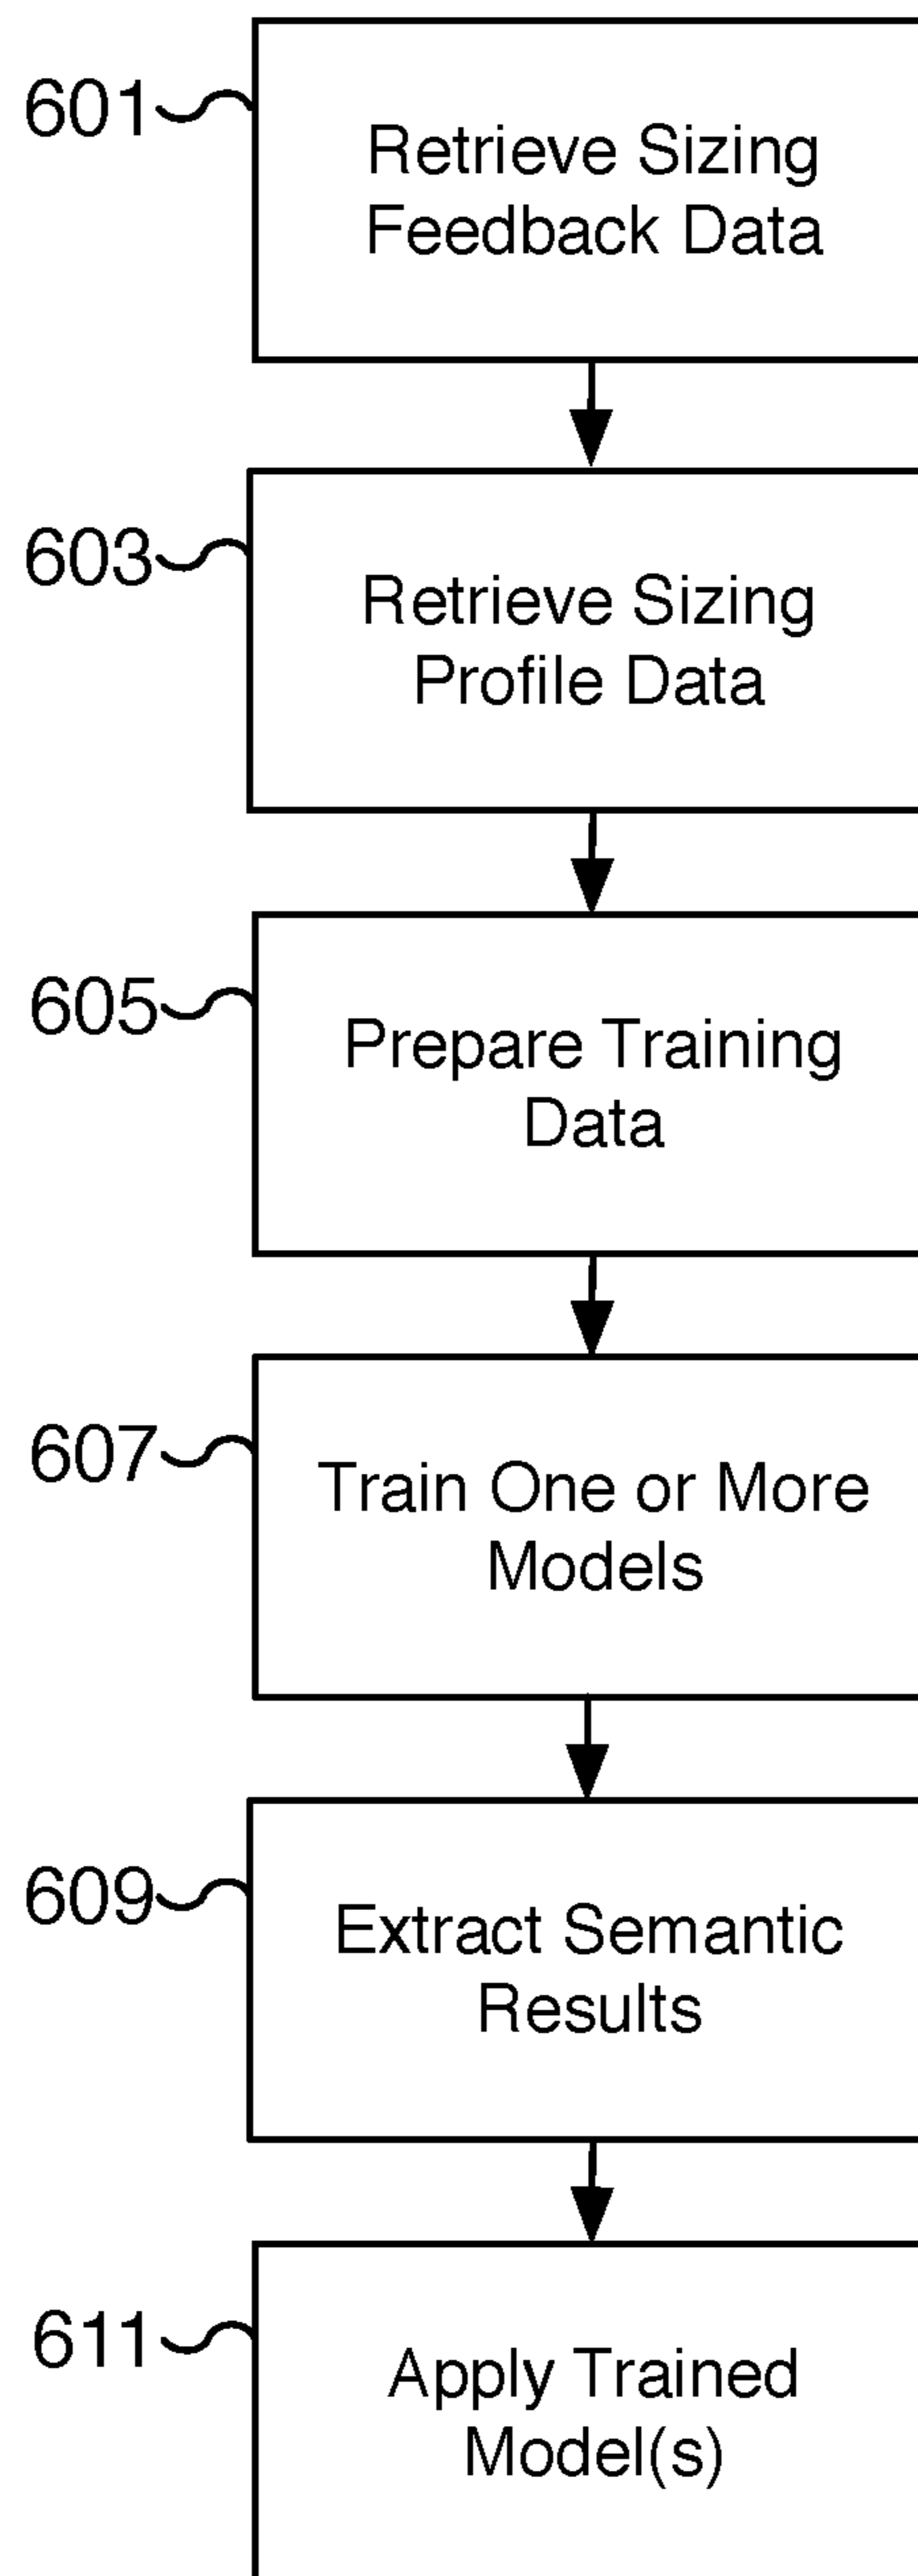 601
Retrieve Sizing
Feedback Data
603
Retrieve Sizing
Profile Data
605
Prepare Training
Data
607
Train One or More
Models
609
Extract Semantic
Results
611
Apply Trained
Model(s)